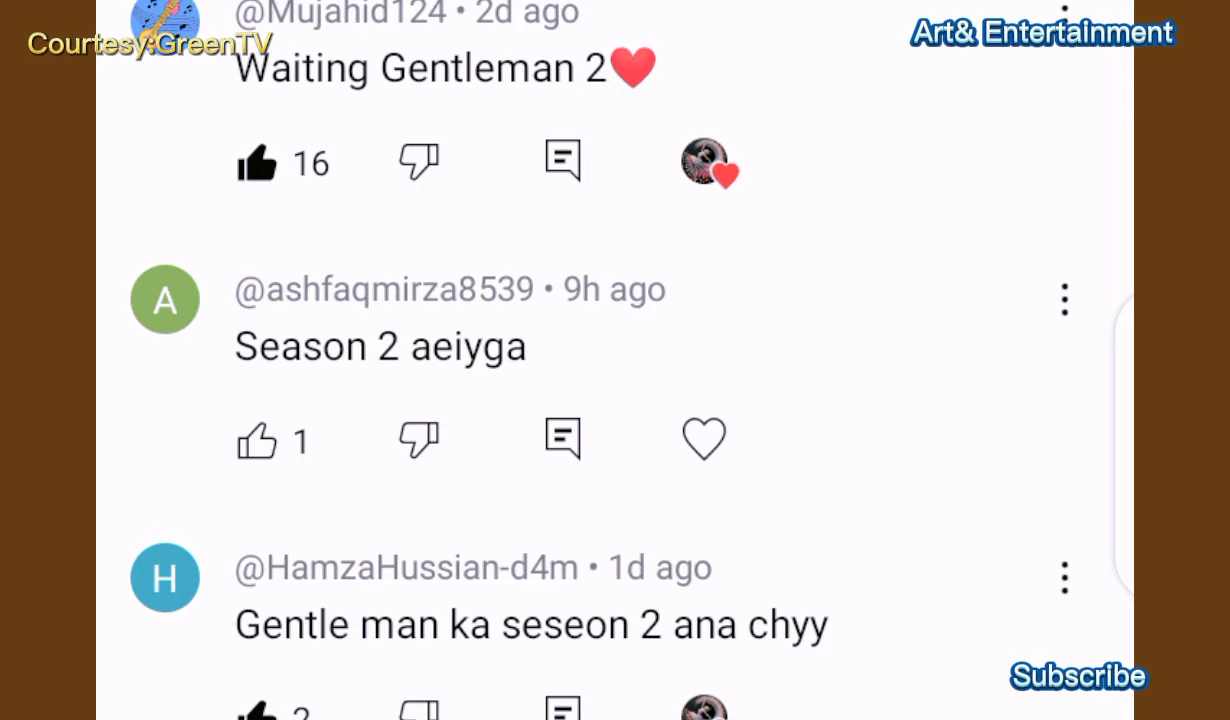 @Mujahid124 • 2d ago
Courtesy:GreenTV
Art& Entertainment
Waiting Gentleman 2❤️
16
A
@ashfaqmirza8539 • 9h ago
Season 2 aeiyga
1
H
@HamzaHussian-d4m • 1d ago
Gentle man ka seseon 2 ana chyy
Subscribe
2